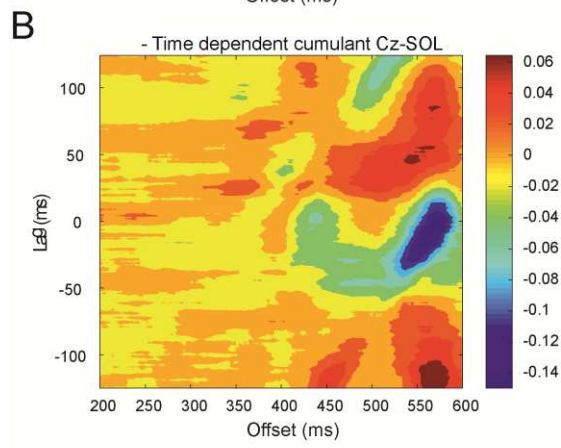 Offset (ms)
B
- Time dependent cumulant Cz-SOL
100
50
0
-50
-100
Lag (ms)
200 250 300 350 400 450 500 550 600
Offset (ms)
0.06
0.04
0.02
0
-0.02
-0.04
-0.06
-0.08
-0.1
-0.12
-0.14